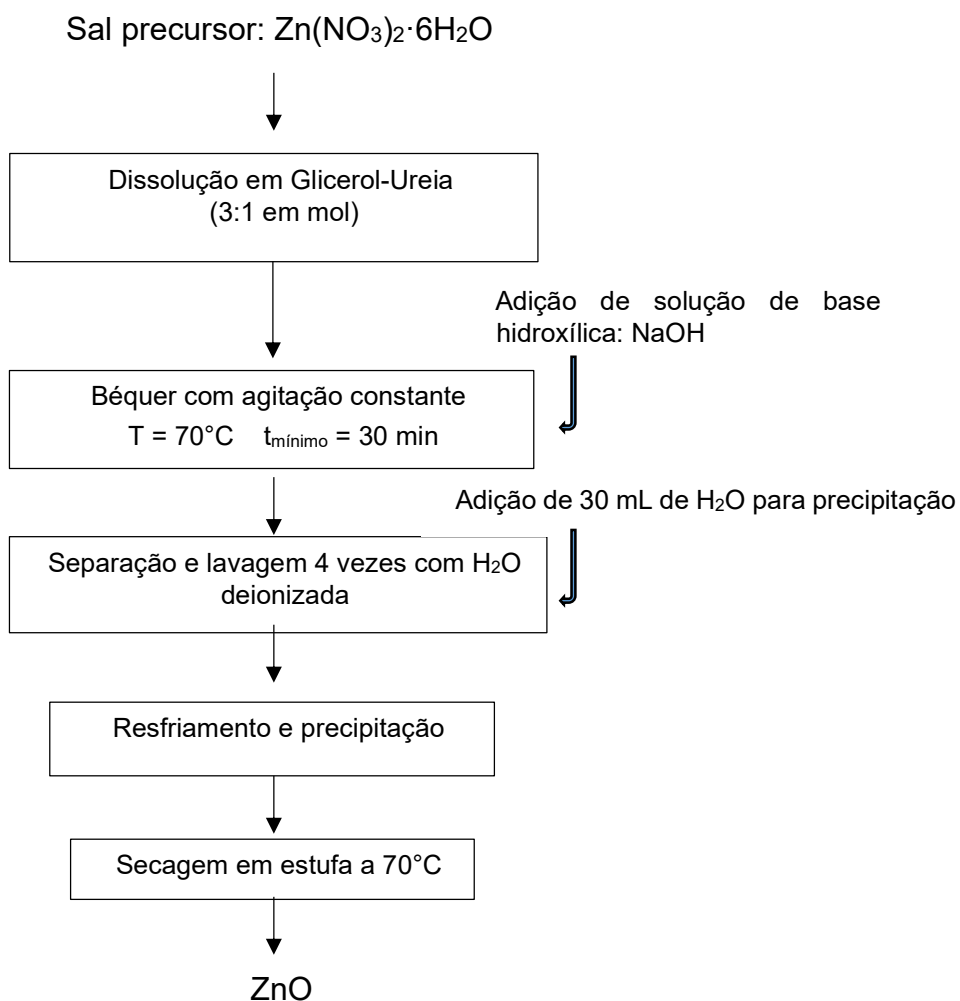 Sal precursor: Zn(NO₃)₂·6H₂O
Dissolução em Glicerol-Ureia
(3:1 em mol)
Adição de solução de base
hidroxílica: NaOH
Béquer com agitação constante
T = 70°C tmínimo = 30 min
Adição de 30 mL de H₂O para precipitação
Separação e lavagem 4 vezes com H₂O
deionizada
Resfriamento e precipitação
Secagem em estufa a 70°C
ZnO